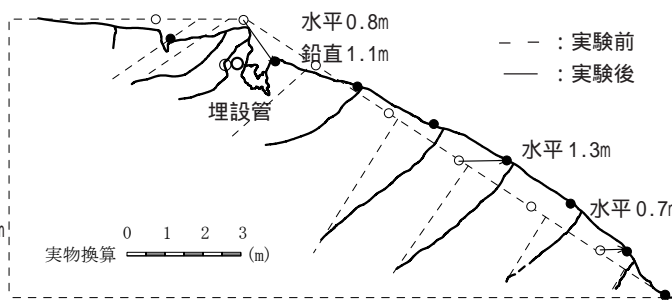 水平0.8m
鉛直1.1m
- - : 実験前
— : 実験後
埋設管
水平1.3m
水平0.7m
m
実物換算 0 1 2 3 (m)